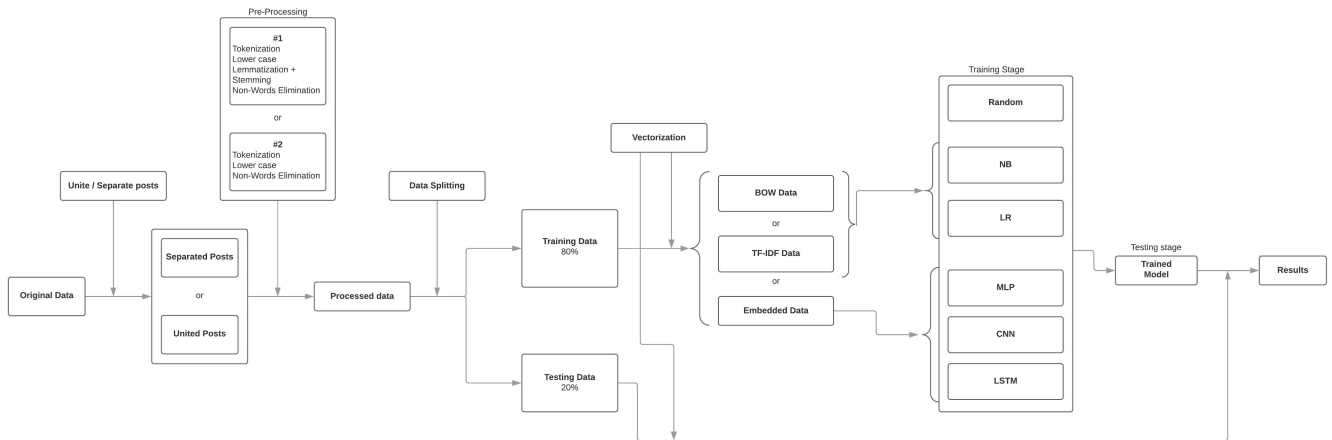 Pre-Processing
#1
Tokenization
Lower case
Lemmatization +
Stemming
Non-Words Elimination
or
#2
Tokenization
Lower case
Non-Words Elimination
Unite / Separate posts
Original Data
Separated Posts
or
United Posts
Processed data
Data Splitting
Training Data
80%
Testing Data
20%
Vectorization
BOW Data
or
TF-IDF Data
or
Embedded Data
Training Stage
Random
NB
LR
MLP
CNN
LSTM
Testing stage
Trained
Model
Results